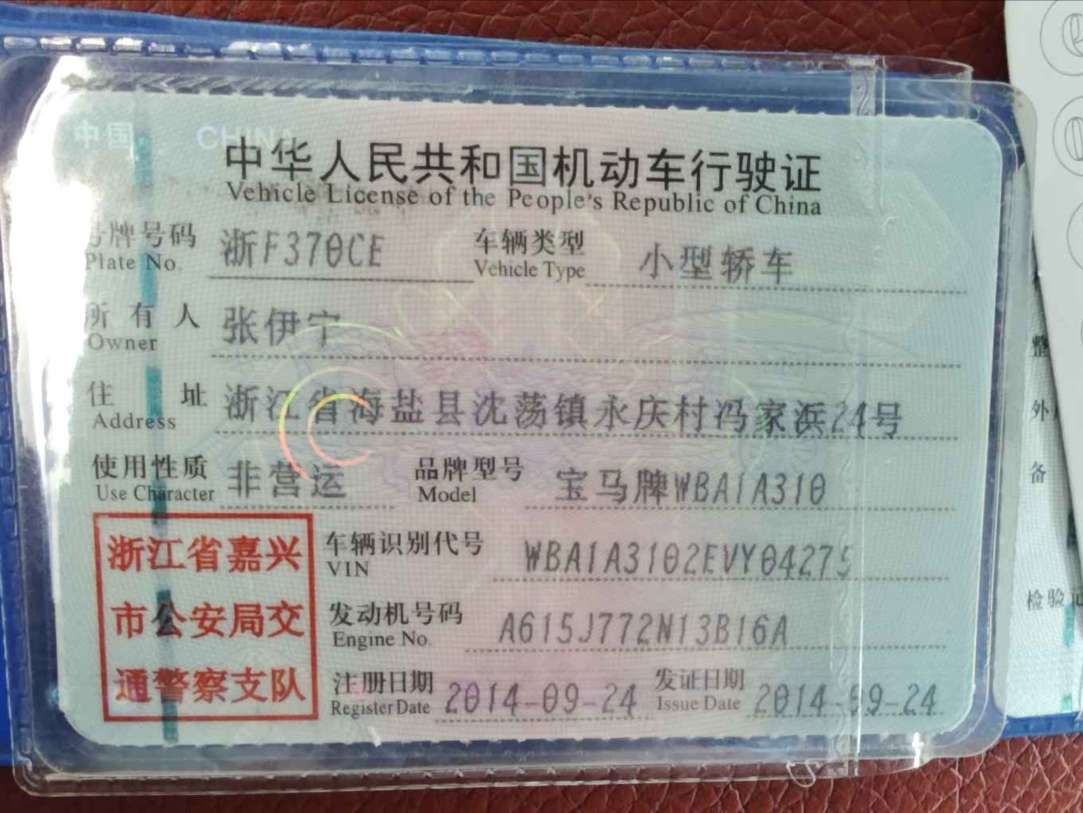 中国 CHINA
中华人民共和国机动车行驶证
Vehicle License of the People's Republic of China
号牌号码 浙F370CE 车辆类型 小型轿车
Plate No. Vehicle Type
所有人 张伊宁
Owner
住址 浙江省海盐县沈荡镇永庆村冯家浜24号
Address
使用性质 非营运 品牌型号 宝马牌WBA1A310
Use Character Model
浙江省嘉兴
市公安局交
通警察支队
车辆识别代号 WBA1A3102EVY04275
VIN
发动机号码 A615J772N13B16A
Engine No.
注册日期 2014-09-24 发证日期 2014-09-24
Register Date Issue Date
整
外
备
检验记